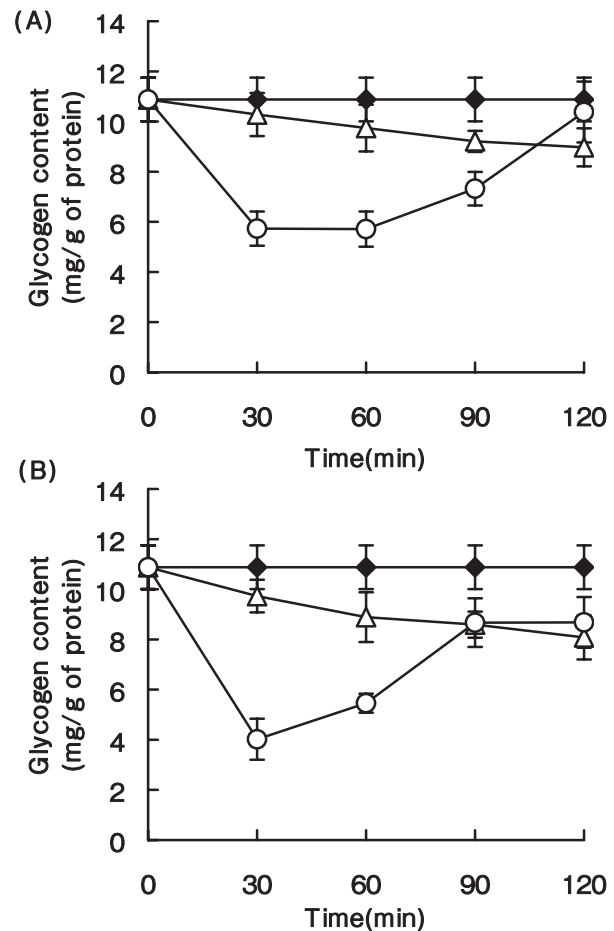 (A)
14
12
10
8
6
4
2
0
Glycogen content
(mg/g of protein)
0 30 60 90 120
Time(min)
(B)
14
12
10
8
6
4
2
0
Glycogen content
(mg/g of protein)
0 30 60 90 120
Time(min)